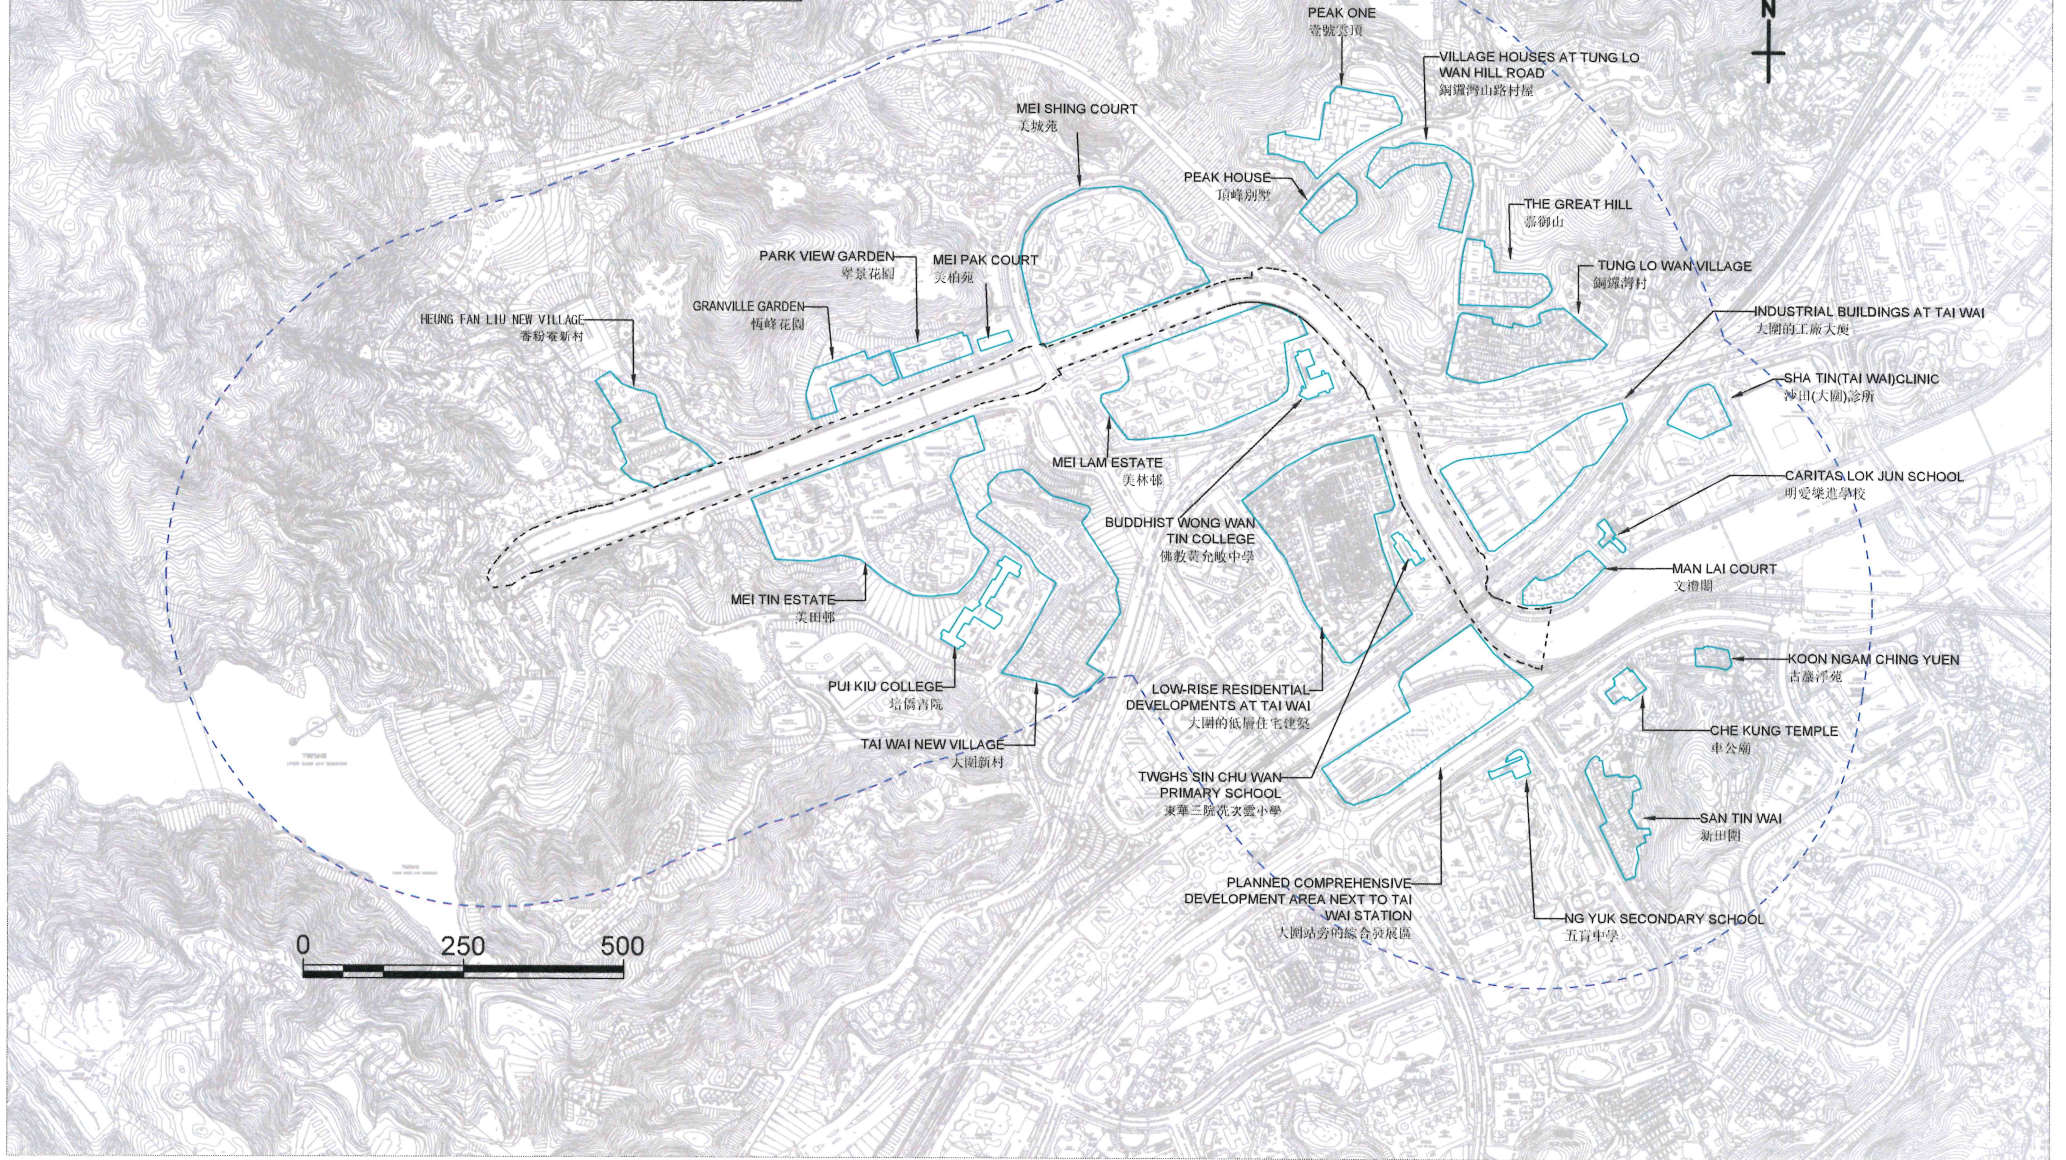 N
PEAK ONE
壹號雲頂
VILLAGE HOUSES AT TUNG LO
WAN HILL ROAD
銅鑼灣山路村屋
MEI SHING COURT
美城苑
PEAK HOUSE
頂峰別墅
THE GREAT HILL
嘉御山
PARK VIEW GARDEN
翠景花園
MEI PAK COURT
美柏苑
TUNG LO WAN VILLAGE
銅鑼灣村
GRANVILLE GARDEN
恆峰花園
HEUNG FAN LIU NEW VILLAGE
香粉寮新村
INDUSTRIAL BUILDINGS AT TAI WAI
大圍的工廠大廈
SHA TIN(TAI WAI)CLINIC
沙田(大圍)診所
MEI LAM ESTATE
美林邨
CARITAS LOK JUN SCHOOL
明愛樂進學校
BUDDHIST WONG WAN
TIN COLLEGE
佛教黃允畋中學
MAN LAI COURT
文禮閣
MEI TIN ESTATE
美田邨
KOON NGAM CHING YUEN
古巖淨苑
PUI KIU COLLEGE
培僑書院
LOW-RISE RESIDENTIAL
DEVELOPMENTS AT TAI WAI
大圍的低層住宅建築
CHE KUNG TEMPLE
車公廟
TAI WAI NEW VILLAGE
大圍新村
TWGHS SIN CHU WAN
PRIMARY SCHOOL
東華三院冼次雲小學
SAN TIN WAI
新田圍
PLANNED COMPREHENSIVE
DEVELOPMENT AREA NEXT TO TAI
WAI STATION
大圍站旁的綜合發展區
NG YUK SECONDARY SCHOOL
五育中學
0 250 500